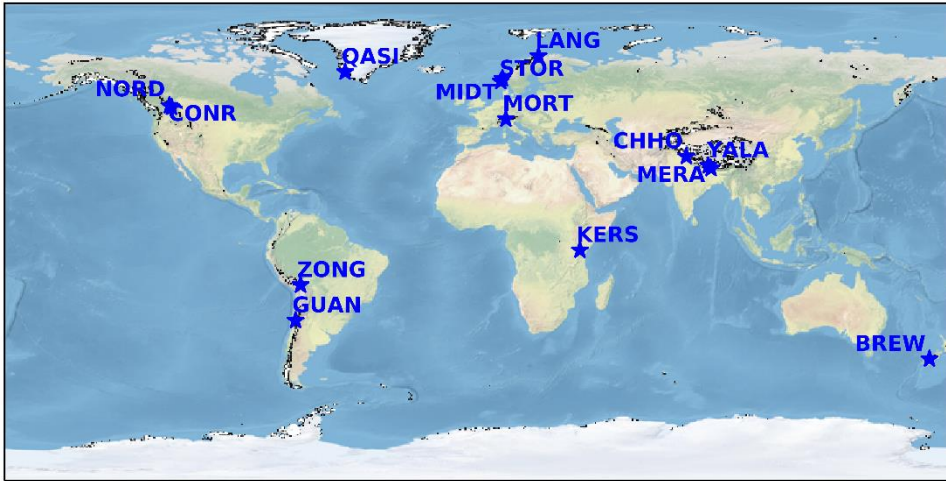 LANG
QASI
STOR
NORD
MIDT
MORT
CONR
CHHO
YALA
MERA
KERS
ZONG
GUAN
BREW